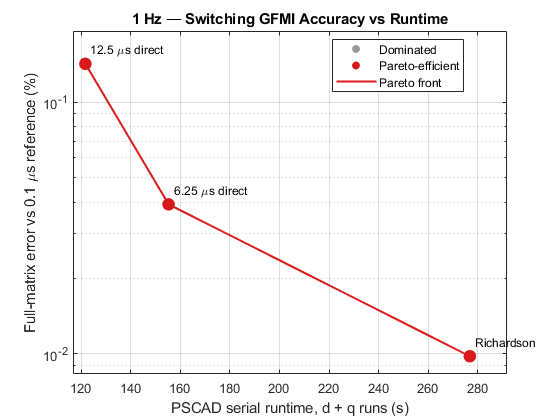 1 Hz — Switching GFMI Accuracy vs Runtime
12.5 μs direct
Dominated
Pareto-efficient
Pareto front
10⁻¹
6.25 μs direct
Full-matrix error vs 0.1 μs reference (%)
Richardson
10⁻²
120 140 160 180 200 220 240 260 280
PSCAD serial runtime, d + q runs (s)